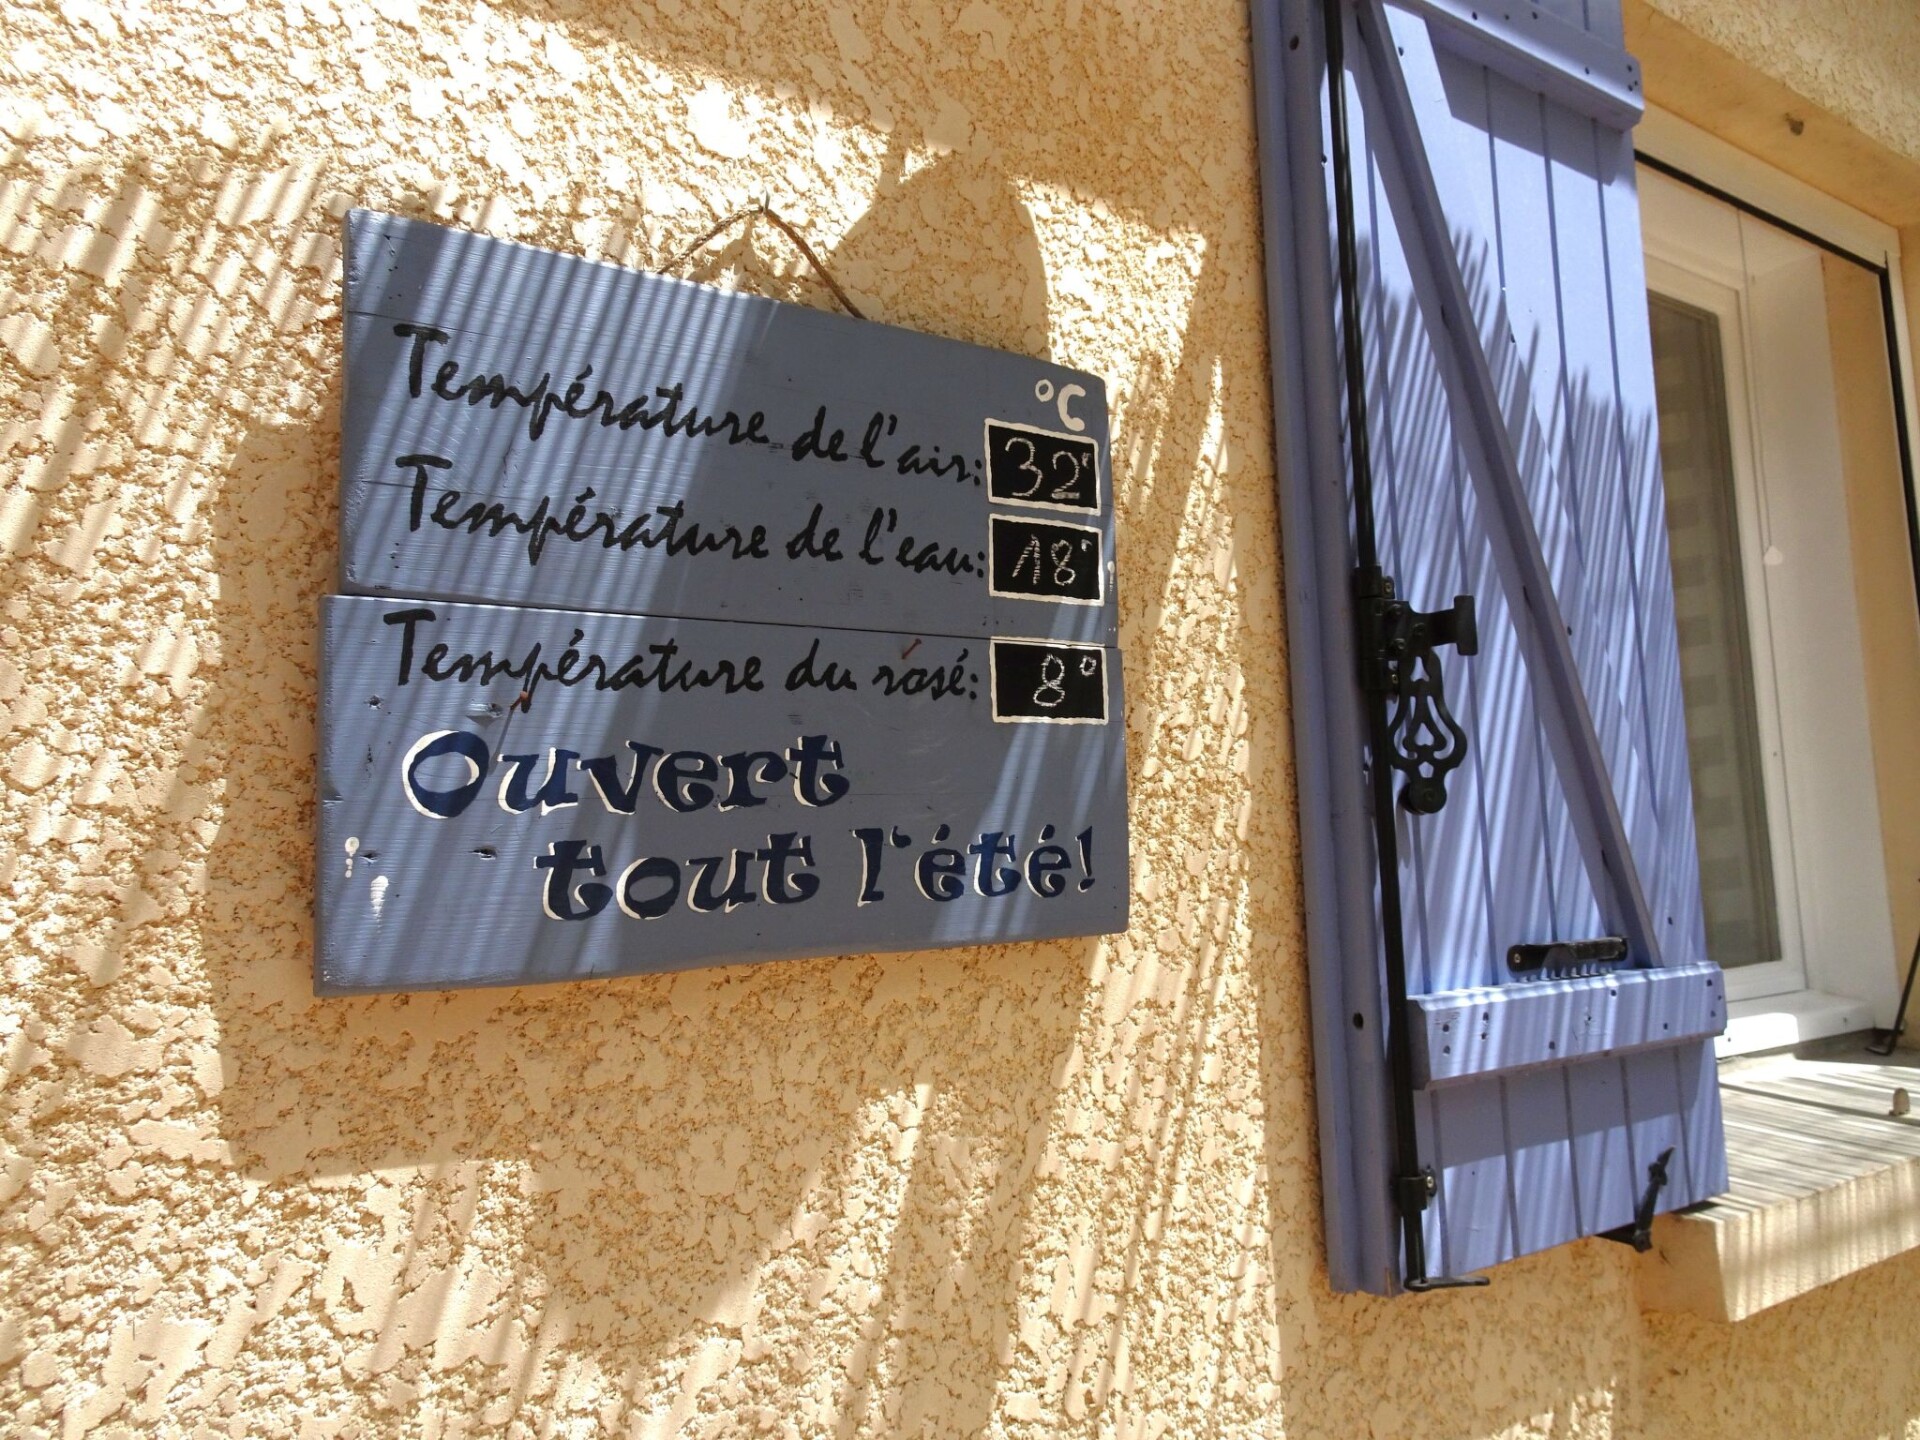 °C
Température de l'air: 32°
Température de l'eau: 18°
Température du rosé: 8°
Ouvert
tout l'été!